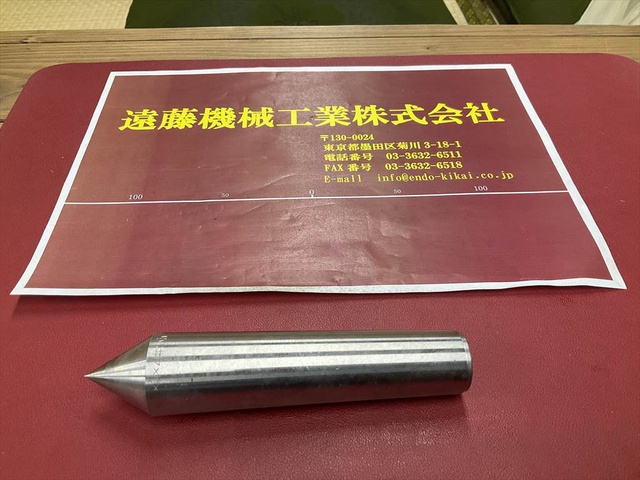 遠藤機械工業株式会社
〒130-0024
東京都墨田区菊川 3-18-1
電話番号 03-3632-6511
FAX 番号 03-3632-6518
E-mail info@endo-kikai.co.jp
100 50 0 50 100